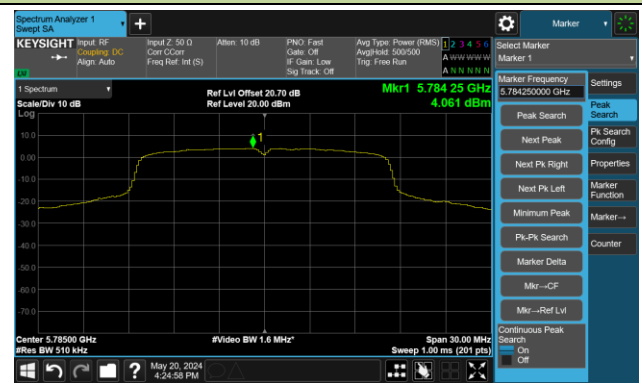 Spectrum Analyzer 1
Swept SA
+
Marker
KEYSIGHT
Input: RF
Coupling: DC
Align: Auto
Input Z: 50 Ω
Corr CCorr
Freq Ref: Int (S)
Atten: 10 dB
PNO: Fast
Gate: Off
IF Gain: Low
Sig Track: Off
Avg Type: Power (RMS)
Avg|Hold: 500/500
Trig: Free Run
1 2 3 4 5 6
A W W W W W
A N N N N N
Select Marker
Marker 1
1 Spectrum
Scale/Div 10 dB
Log
Ref Lvl Offset 20.70 dB
Ref Level 20.00 dBm
Mkr1 5.784 25 GHz
4.061 dBm
1
10.0
0.00
-10.0
-20.0
-30.0
-40.0
-50.0
-60.0
-70.0
Center 5.78500 GHz
#Res BW 510 kHz
#Video BW 1.6 MHz*
Span 30.00 MHz
Sweep 1.00 ms (201 pts)
Marker Frequency
5.784250000 GHz
Peak Search
Next Peak
Next Pk Right
Next Pk Left
Minimum Peak
Pk-Pk Search
Marker Delta
Mkr→CF
Mkr→Ref Lvl
Continuous Peak
Search
On
Off
Settings
Peak
Search
Pk Search
Config
Properties
Marker
Function
Marker→
Counter
?
May 20, 2024
4:24:58 PM